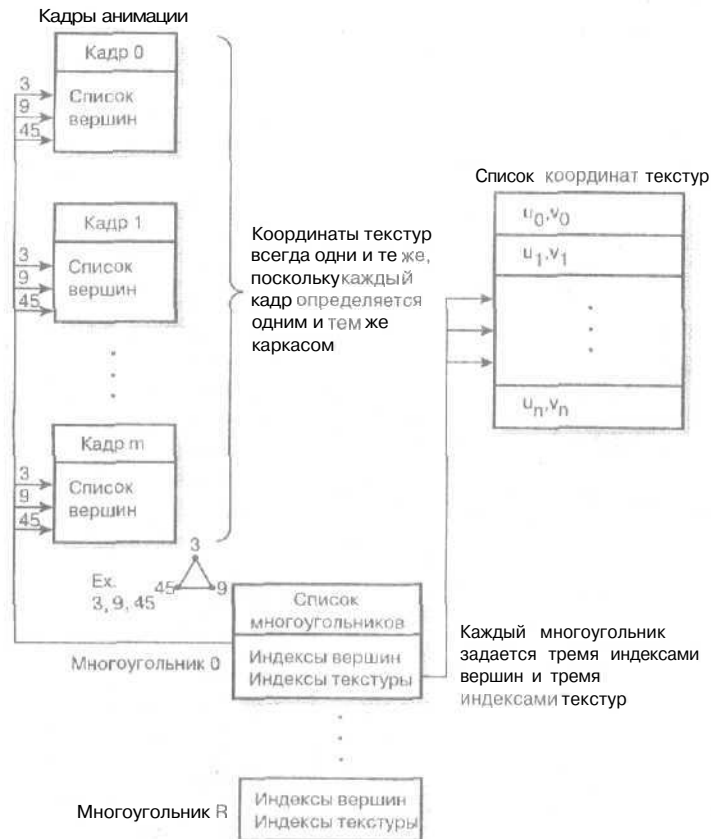 Кадры анимации
Кадр 0
3
9
45
Список
вершин
Кадр 1
3
9
45
Список
вершин
Кадр m
3
9
45
Список
вершин
Координаты текстур
всегда одни и те же,
поскольку каждый
кадр определяется
одним и тем же
каркасом
Список координат текстур
u0,v0
u1,v1
un,vn
3
45
9
Ex.
3, 9, 45
Список
многоугольников
Многоугольник 0
Индексы вершин
Индексы текстуры
Каждый многоугольник
задается тремя индексами
вершин и тремя
индексами текстур
Многоугольник R
Индексы вершин
Индексы текстуры